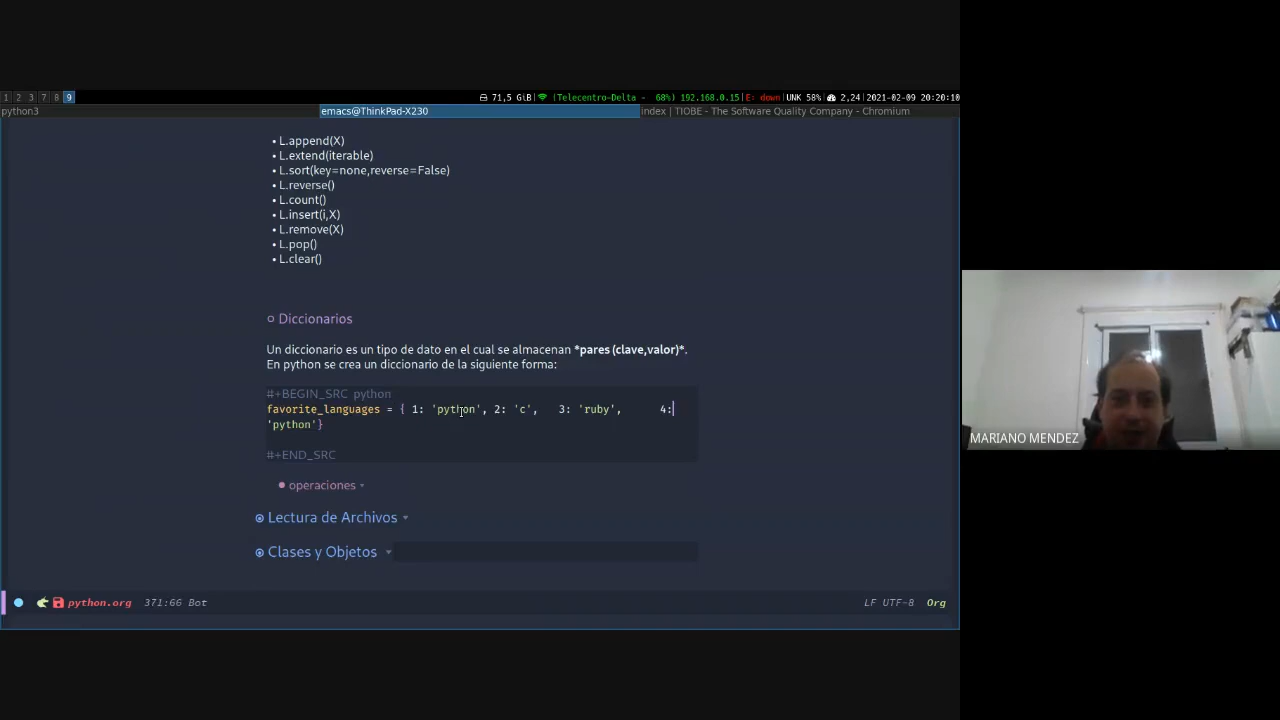 1 2 3 7 8 9
71,5 GiB (Telecentro-Delta - 68%) 192.168.0.15 E: down UNK 58% 2,24 2021-02-09 20:20:10
python3
emacs@ThinkPad-X230
index | TIOBE - The Software Quality Company - Chromium
• L.append(X)
• L.extend(iterable)
• L.sort(key=none,reverse=False)
• L.reverse()
• L.count()
• L.insert(i,X)
• L.remove(X)
• L.pop()
• L.clear()
Diccionarios
Un diccionario es un tipo de dato en el cual se almacenan *pares (clave,valor)*.
En python se crea un diccionario de la siguiente forma:
#+BEGIN_SRC python
favorite_languages = { 1: 'python', 2: 'c', 3: 'ruby', 4:
'python'}
#+END_SRC
operaciones
Lectura de Archivos
Clases y Objetos
python.org 371:66 Bot
LF UTF-8 Org
MARIANO MENDEZ